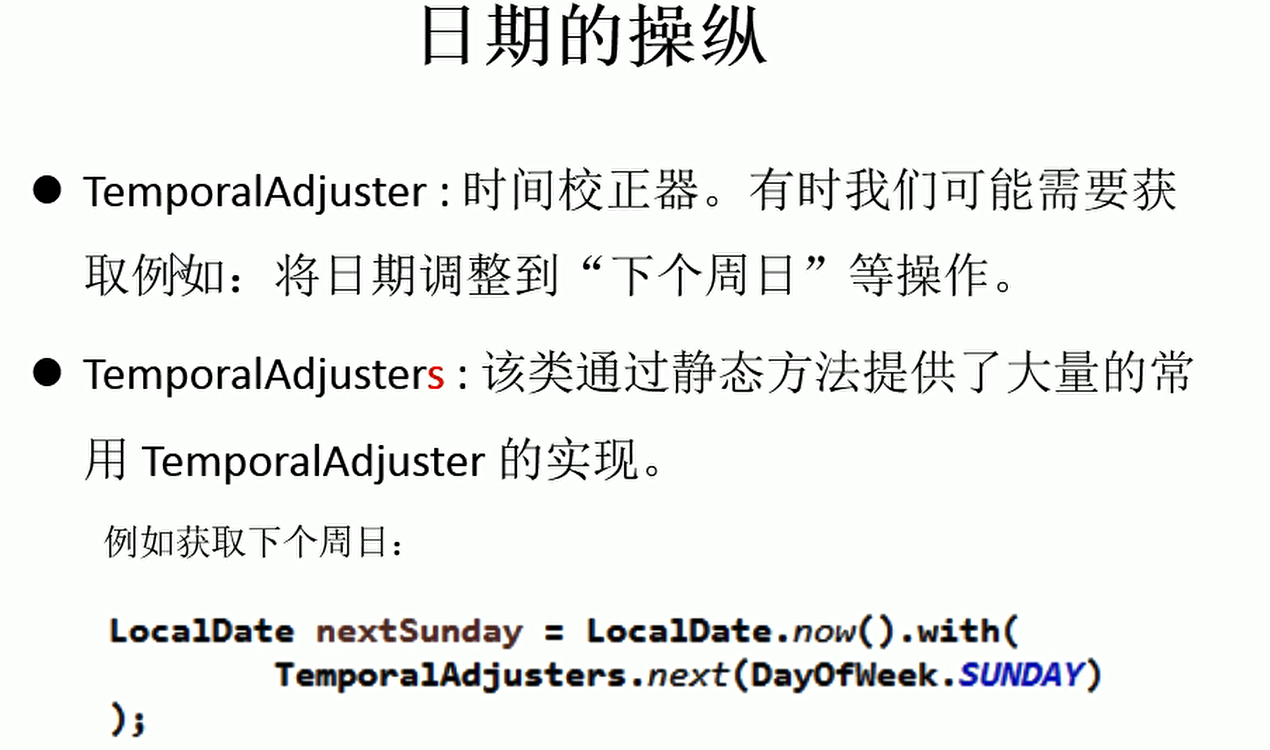 日期的操纵
● TemporalAdjuster : 时间校正器。有时我们可能需要获
取例如：将日期调整到“下个周日”等操作。
● TemporalAdjusters : 该类通过静态方法提供了大量的常
用 TemporalAdjuster 的实现。
例如获取下个周日：
LocalDate nextSunday = LocalDate.now().with(
TemporalAdjusters.next(DayOfWeek.SUNDAY)
);